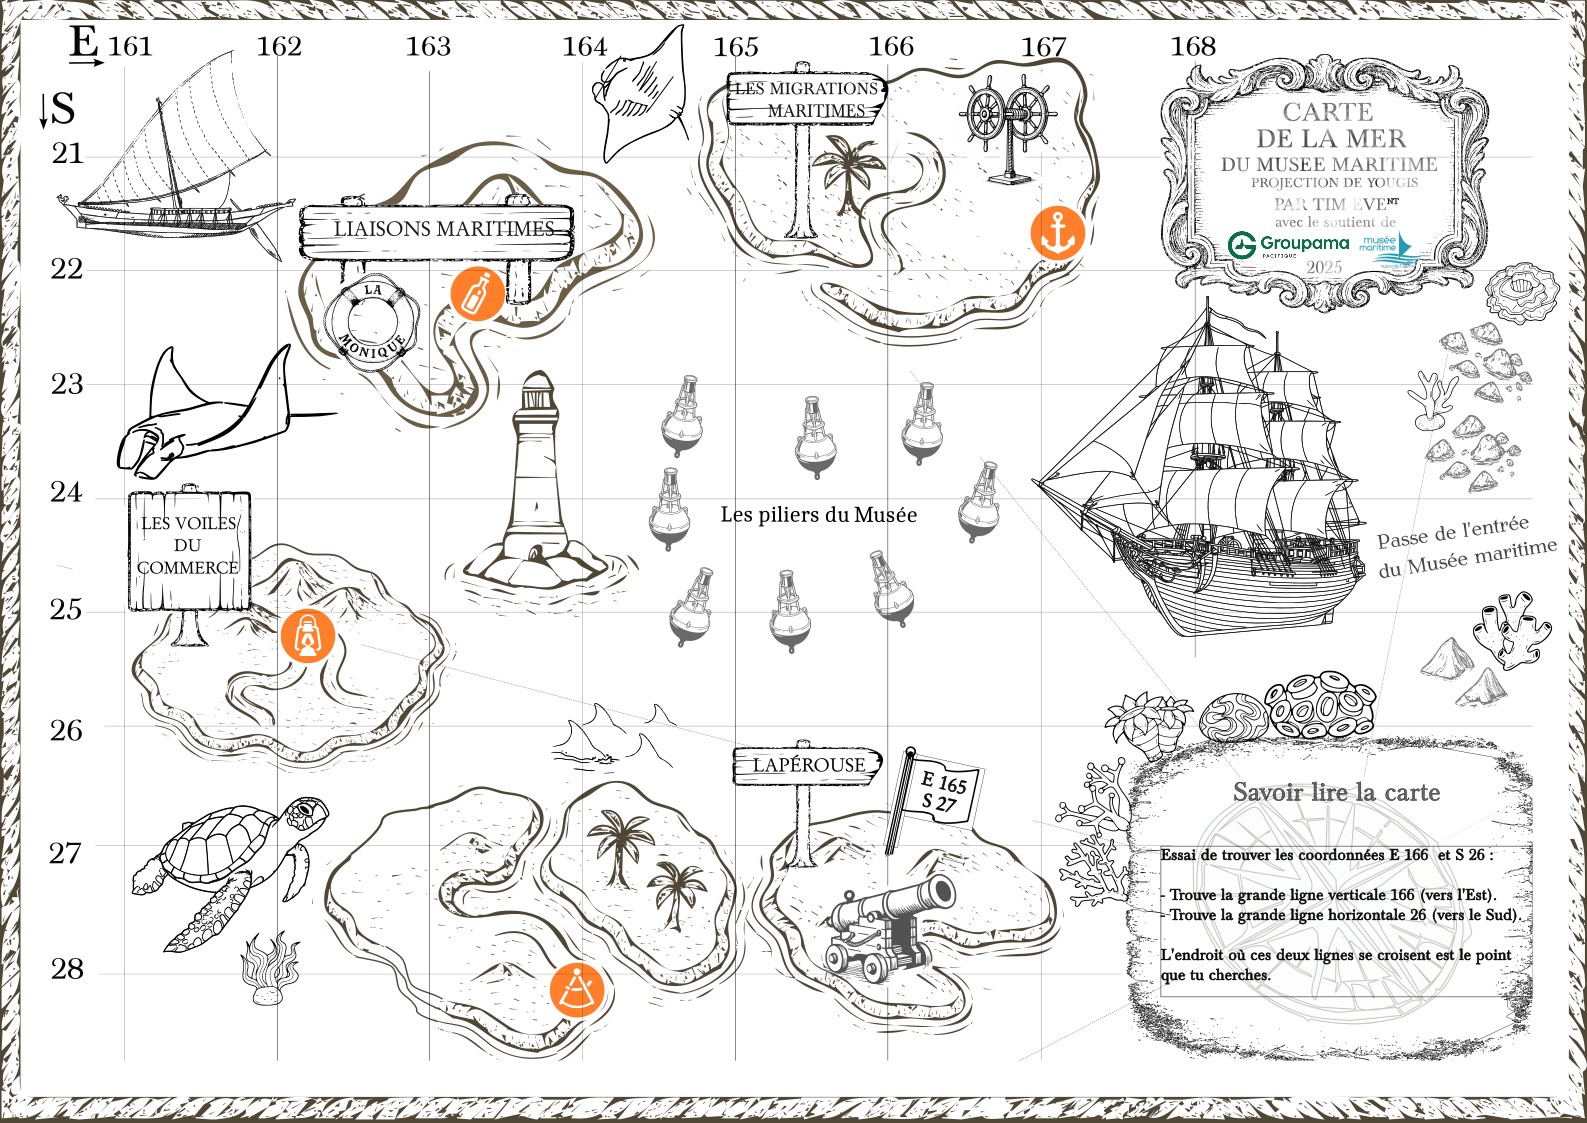 E 161 162 163 164 165 166 167 168
S
21
22
23
24
25
26
27
28
LES MIGRATIONS
MARITIMES
CARTE
DE LA MER
DU MUSEE MARITIME
PROJECTION DE YOUGIS
PAR TIM EVENT
avec le soutient de
Groupama
PACIFIQUE
musée
maritime
2025
LIAISONS MARITIMES
LA
MONIQUE
LES VOILES
DU
COMMERCE
Les piliers du Musée
Passe de l'entrée
du Musée maritime
LAPÉROUSE
E 165
S 27
Savoir lire la carte
Essai de trouver les coordonnées E 166 et S 26 :
- Trouve la grande ligne verticale 166 (vers l'Est).
- Trouve la grande ligne horizontale 26 (vers le Sud).
L'endroit où ces deux lignes se croisent est le point
que tu cherches.